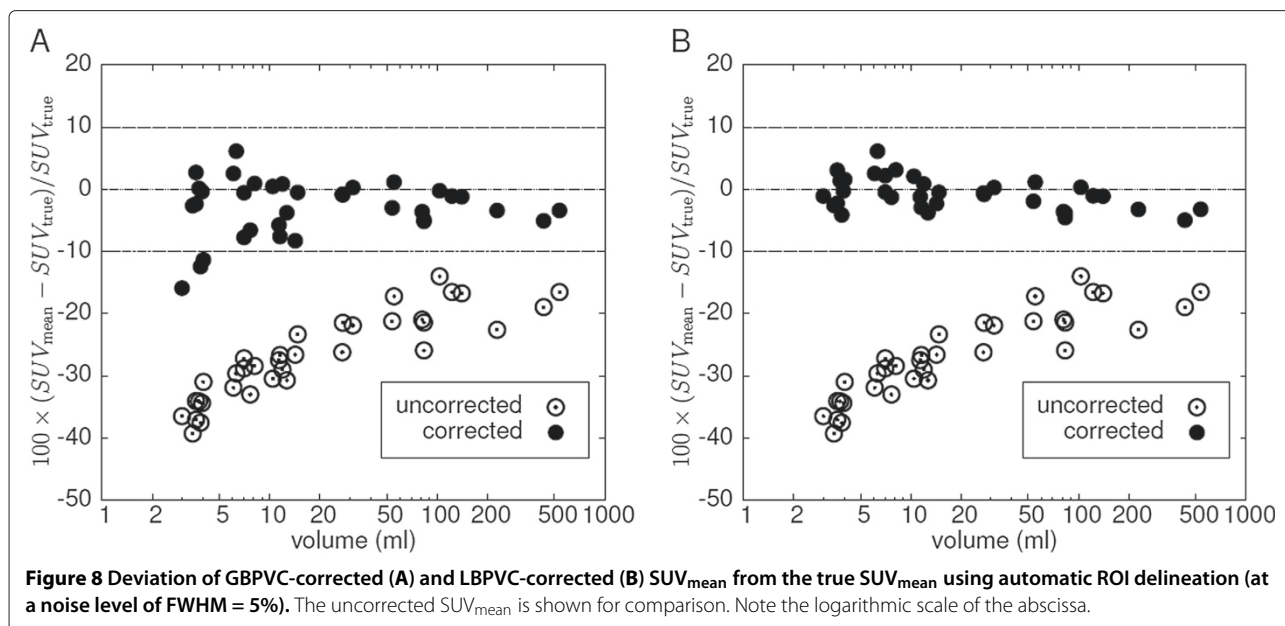 A
20
10
0
-10
-20
-30
-40
-50
100 × (SUVmean − SUVtrue)/SUVtrue
uncorrected
corrected
1 2 5 10 20 50 100 200 500 1000
volume (ml)
B
20
10
0
-10
-20
-30
-40
-50
100 × (SUVmean − SUVtrue)/SUVtrue
uncorrected
corrected
1 2 5 10 20 50 100 200 500 1000
volume (ml)
Figure 8 Deviation of GBPVC-corrected (A) and LBPVC-corrected (B) SUVmean from the true SUVmean using automatic ROI delineation (at
a noise level of FWHM = 5%). The uncorrected SUVmean is shown for comparison. Note the logarithmic scale of the abscissa.